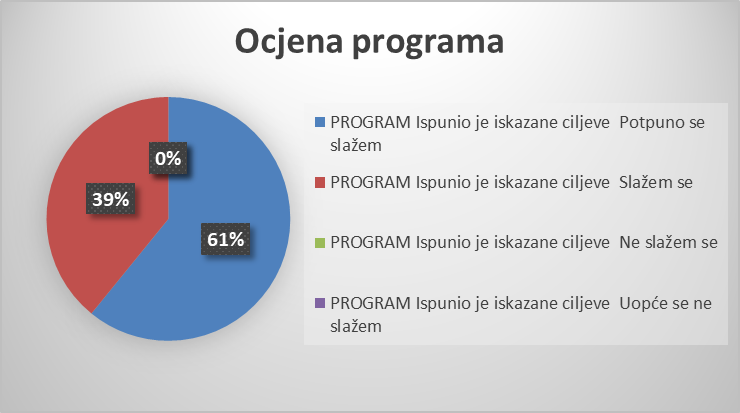 Ocjena programa
0%
39%
61%
PROGRAM Ispunio je iskazane ciljeve Potpuno se
slažem
PROGRAM Ispunio je iskazane ciljeve Slažem se
PROGRAM Ispunio je iskazane ciljeve Ne slažem se
PROGRAM Ispunio je iskazane ciljeve Uopće se ne
slažem